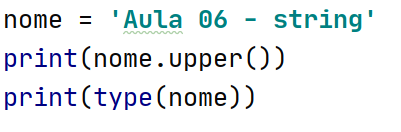 nome = 'Aula 06 - string'
print(nome.upper())
print(type(nome))